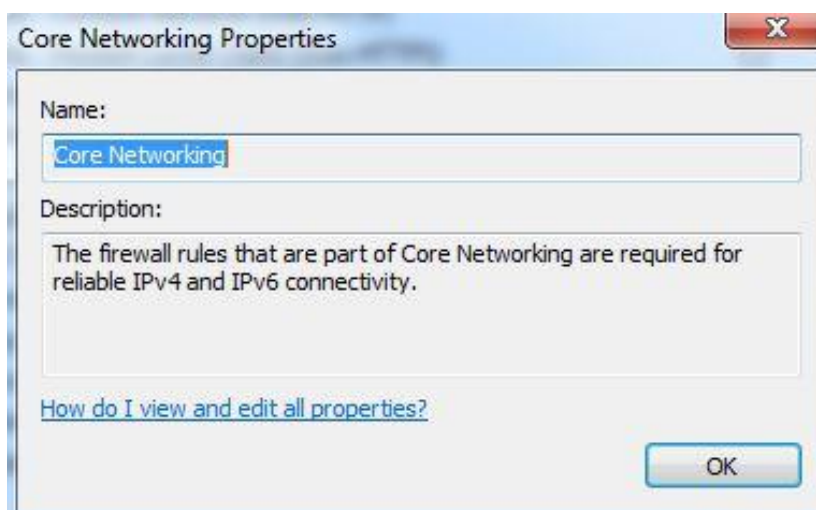 Core Networking Properties
X
Name:
Core Networking
Description:
The firewall rules that are part of Core Networking are required for
reliable IPv4 and IPv6 connectivity.
How do I view and edit all properties?
OK